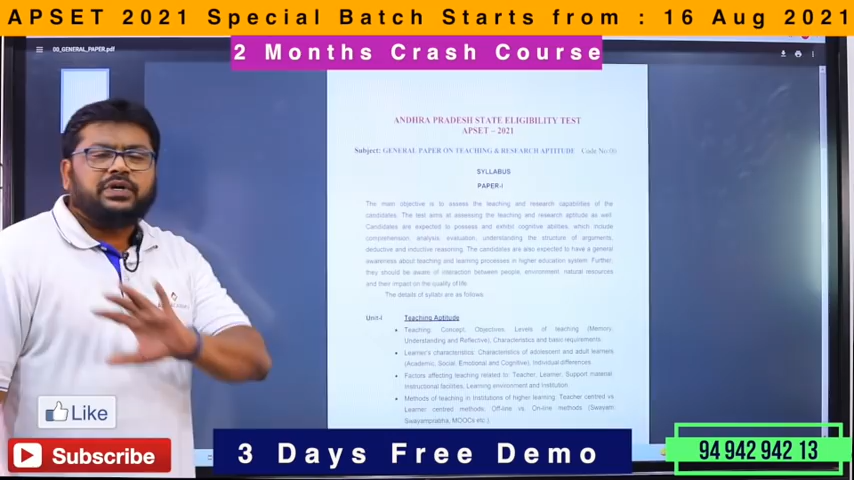 APSET 2021 Special Batch Starts from : 16 Aug 2021
2 Months Crash Course
00_GENERAL_PAPER.pdf
ANDHRA PRADESH STATE ELIGIBILITY TEST
APSET – 2021
Subject: GENERAL PAPER ON TEACHING & RESEARCH APTITUDE Code No.00
SYLLABUS
PAPER-I
The main objective is to assess the teaching and research capabilities of the
candidates. The test aims at assessing the teaching and research aptitude as well.
Candidates are expected to possess and exhibit cognitive abilities, which include
comprehension, analysis, evaluation, understanding the structure of arguments,
deductive and inductive reasoning. The candidates are also expected to have a general
awareness about teaching and learning processes in higher education system. Further,
they should be aware of interaction between people, environment, natural resources
and their impact on the quality of life.
The details of syllabi are as follows
Unit-I Teaching Aptitude
• Teaching: Concept, Objectives, Levels of teaching (Memory,
Understanding and Reflective), Characteristics and basic requirements.
• Learner's characteristics: Characteristics of adolescent and adult learners
(Academic, Social, Emotional and Cognitive), Individual differences.
• Factors affecting teaching related to: Teacher, Learner, Support material,
Instructional facilities, Learning environment and Institution.
• Methods of teaching in Institutions of higher learning: Teacher centred vs
Learner centred methods; Off-line vs On-line methods (Swayam,
Swayamprabha, MOOCs etc.)
Like
Subscribe
3 Days Free Demo
94 942 942 13